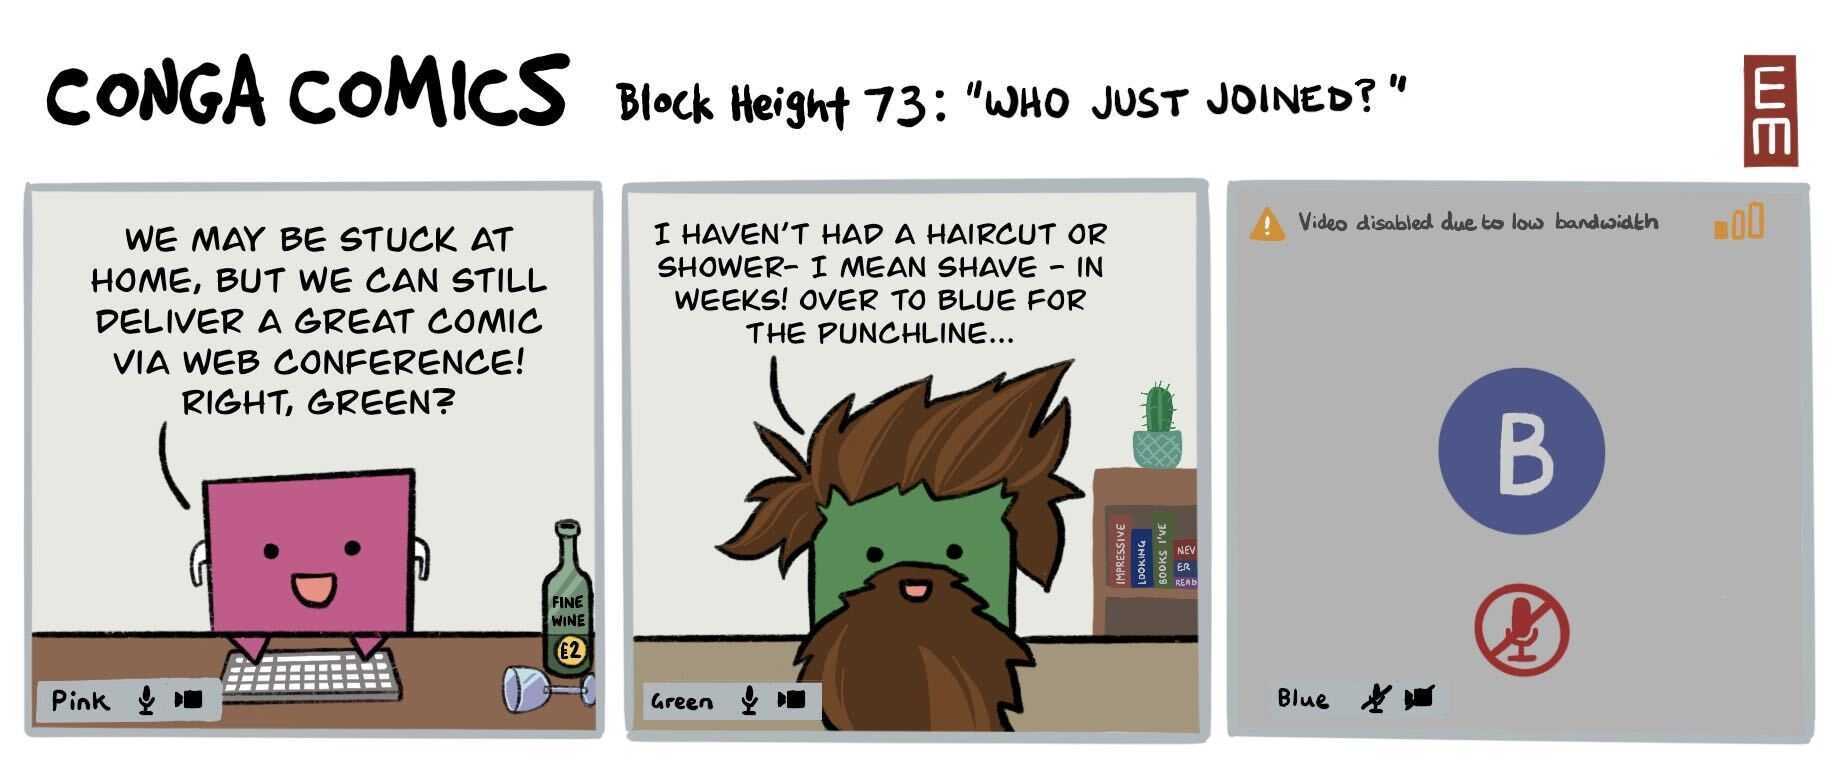 CONGA COMICS Block Height 73: "WHO JUST JOINED?"
WM
WE MAY BE STUCK AT
HOME, BUT WE CAN STILL
DELIVER A GREAT COMIC
VIA WEB CONFERENCE!
RIGHT, GREEN?
FINE
WINE
£2
Pink
I HAVEN'T HAD A HAIRCUT OR
SHOWER- I MEAN SHAVE - IN
WEEKS! OVER TO BLUE FOR
THE PUNCHLINE...
IMPRESSIVE
LOOKING
BOOKS I'VE
NEV
ER
READ
Green
Video disabled due to low bandwidth
B
Blue